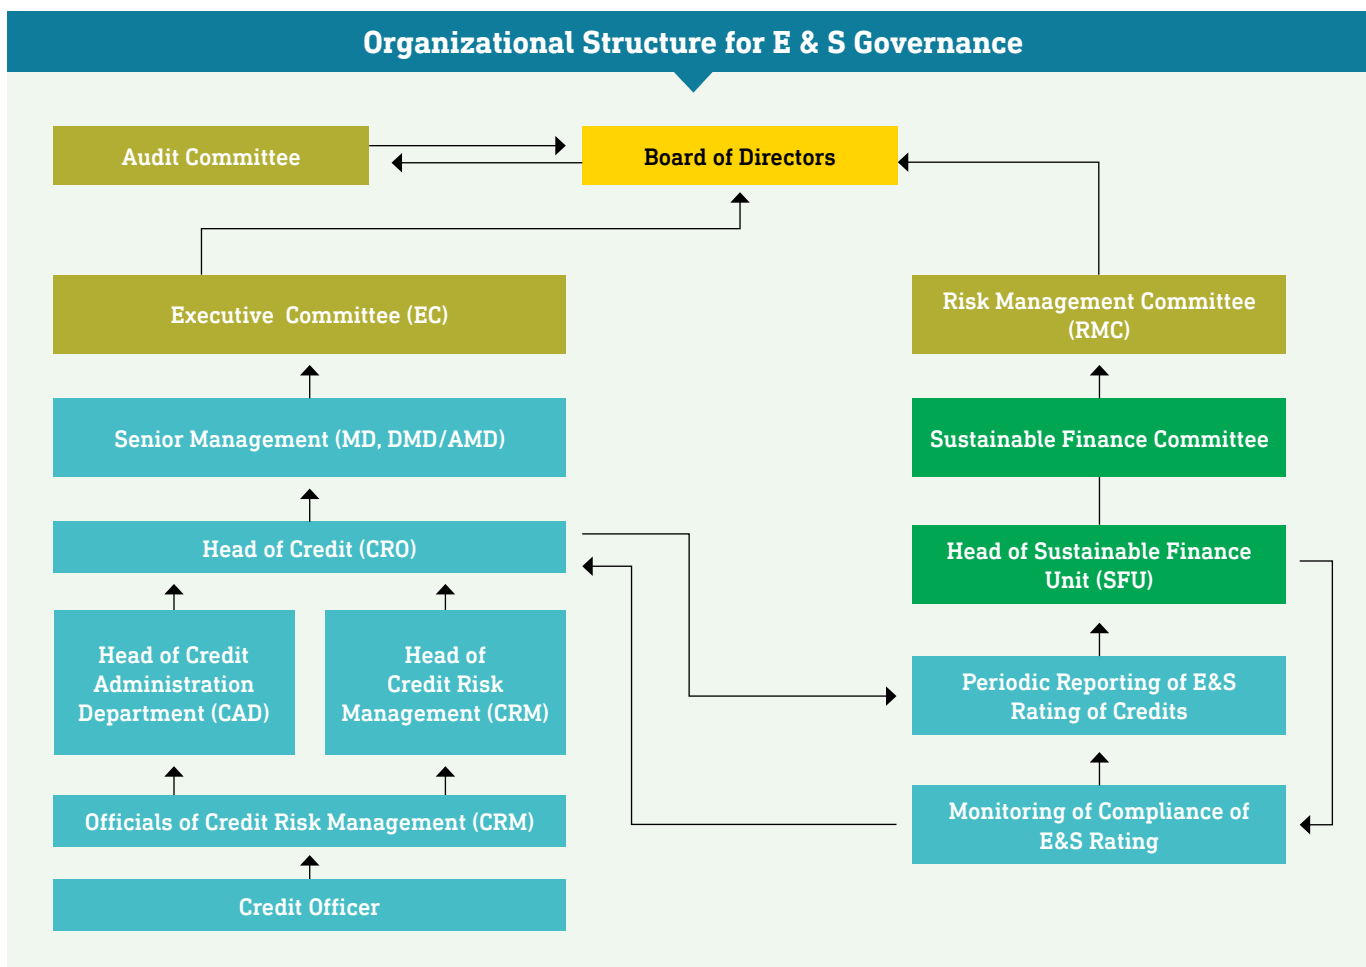 Organizational Structure for E & S Governance
Audit Committee
Board of Directors
Executive Committee (EC)
Risk Management Committee
(RMC)
Senior Management (MD, DMD/AMD)
Sustainable Finance Committee
Head of Credit (CRO)
Head of Sustainable Finance
Unit (SFU)
Head of Credit
Administration
Department (CAD)
Head of
Credit Risk
Management (CRM)
Periodic Reporting of E&S
Rating of Credits
Officials of Credit Risk Management (CRM)
Monitoring of Compliance of
E&S Rating
Credit Officer